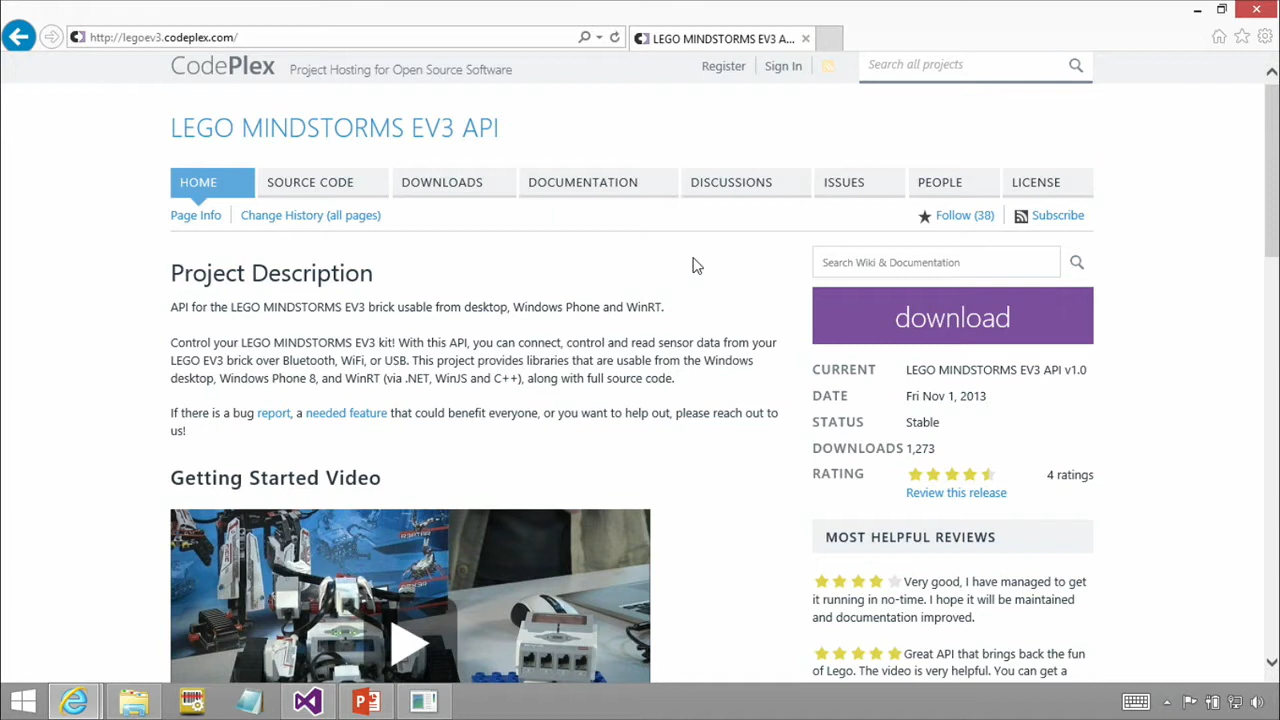 http://legoev3.codeplex.com/
LEGO MINDSTORMS EV3 A...
CodePlex
Project Hosting for Open Source Software
Register
Sign In
Search all projects
LEGO MINDSTORMS EV3 API
HOME
SOURCE CODE
DOWNLOADS
DOCUMENTATION
DISCUSSIONS
ISSUES
PEOPLE
LICENSE
Page Info
Change History (all pages)
Follow (38)
Subscribe
Project Description
API for the LEGO MINDSTORMS EV3 brick usable from desktop, Windows Phone and WinRT.
Control your LEGO MINDSTORMS EV3 kit! With this API, you can connect, control and read sensor data from your
LEGO EV3 brick over Bluetooth, WiFi, or USB. This project provides libraries that are usable from the Windows
desktop, Windows Phone 8, and WinRT (via .NET, WinJS and C++), along with full source code.
If there is a bug report, a needed feature that could benefit everyone, or you want to help out, please reach out to
us!
Getting Started Video
Search Wiki & Documentation
download
CURRENT LEGO MINDSTORMS EV3 API v1.0
DATE Fri Nov 1, 2013
STATUS Stable
DOWNLOADS 1,273
RATING 4 ratings
Review this release
MOST HELPFUL REVIEWS
Very good, I have managed to get
it running in no-time. I hope it will be maintained
and documentation improved.
Great API that brings back the fun
of Lego. The video is very helpful. You can get a